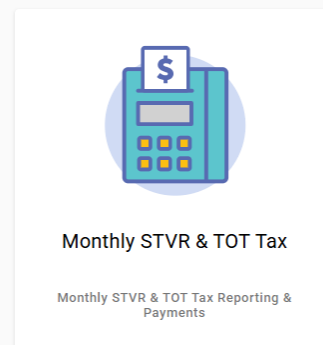 $
Monthly STVR & TOT Tax
Monthly STVR & TOT Tax Reporting &
Payments